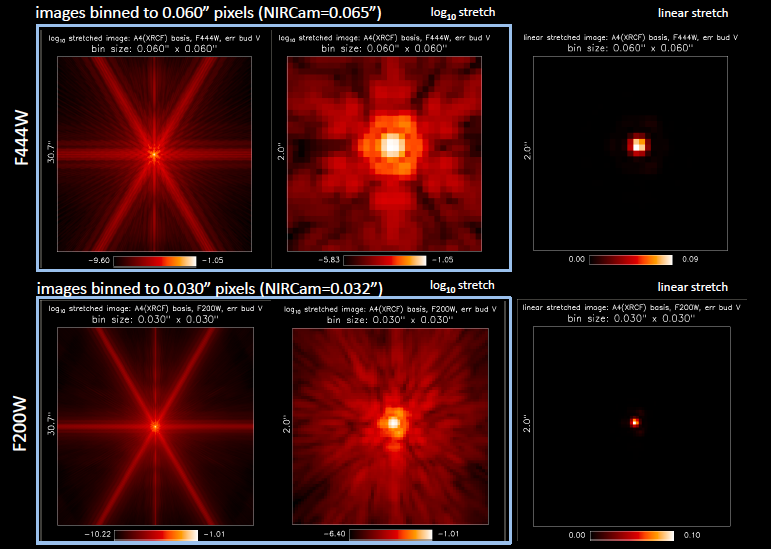 images binned to 0.060” pixels (NIRCam=0.065”)
log10 stretch
linear stretch
log10 stretched image: A4(XRCF) basis, F444W, err bud V
bin size: 0.060" x 0.060"
log10 stretched image: A4(XRCF) basis, F444W, err bud V
bin size: 0.060" x 0.060"
linear stretched image: A4(XRCF) basis, F444W, err bud V
bin size: 0.060" x 0.060"
F444W
30.7"
2.0"
2.0"
−9.60
−1.05
−5.83
−1.05
0.00
0.09
images binned to 0.030” pixels (NIRCam=0.032”)
log10 stretch
linear stretch
log10 stretched image: A4(XRCF) basis, F200W, err bud V
bin size: 0.030" x 0.030"
log10 stretched image: A4(XRCF) basis, F200W, err bud V
bin size: 0.030" x 0.030"
linear stretched image: A4(XRCF) basis, F200W, err bud V
bin size: 0.030" x 0.030"
F200W
30.7"
2.0"
2.0"
−10.22
−1.01
−6.40
−1.01
0.00
0.10